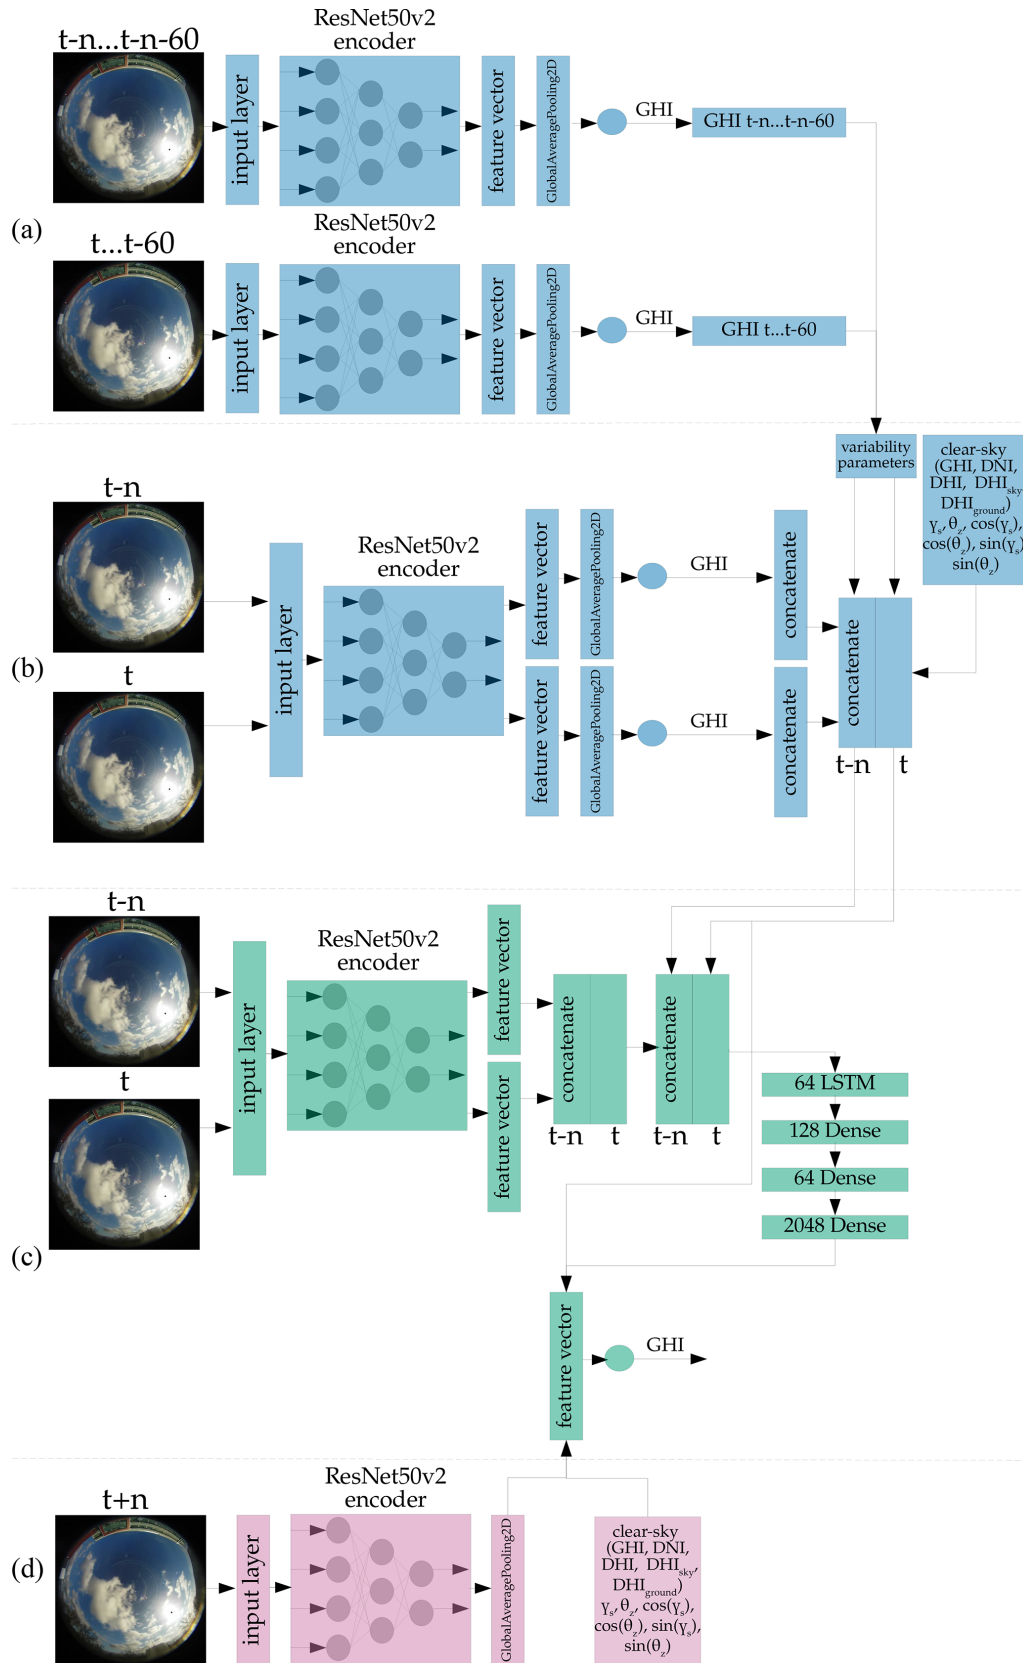 t-n...t-n-60
ResNet50v2
encoder
input layer
feature vector
GlobalAveragePooling2D
GHI
GHI t-n...t-n-60
(a)
t...t-60
ResNet50v2
encoder
input layer
feature vector
GlobalAveragePooling2D
GHI
GHI t...t-60
variability
parameters
clear-sky
(GHI, DNI,
DHI, DHIsky
DHIground)
γs, θz, cos(γs),
cos(θz), sin(γs)
sin(θz)
t-n
ResNet50v2
encoder
input layer
feature vector
GlobalAveragePooling2D
GHI
concatenate
(b)
t
feature vector
GlobalAveragePooling2D
GHI
concatenate
concatenate
t-n
t
t-n
ResNet50v2
encoder
input layer
feature vector
feature vector
concatenate
t-n
t
concatenate
t-n
t
t
64 LSTM
128 Dense
64 Dense
2048 Dense
(c)
feature vector
GHI
t+n
ResNet50v2
encoder
(d)
input layer
GlobalAveragePooling2D
clear-sky
(GHI, DNI,
DHI, DHIsky,
DHIground)
γs, θz, cos(γs),
cos(θz), sin(γs),
sin(θz)